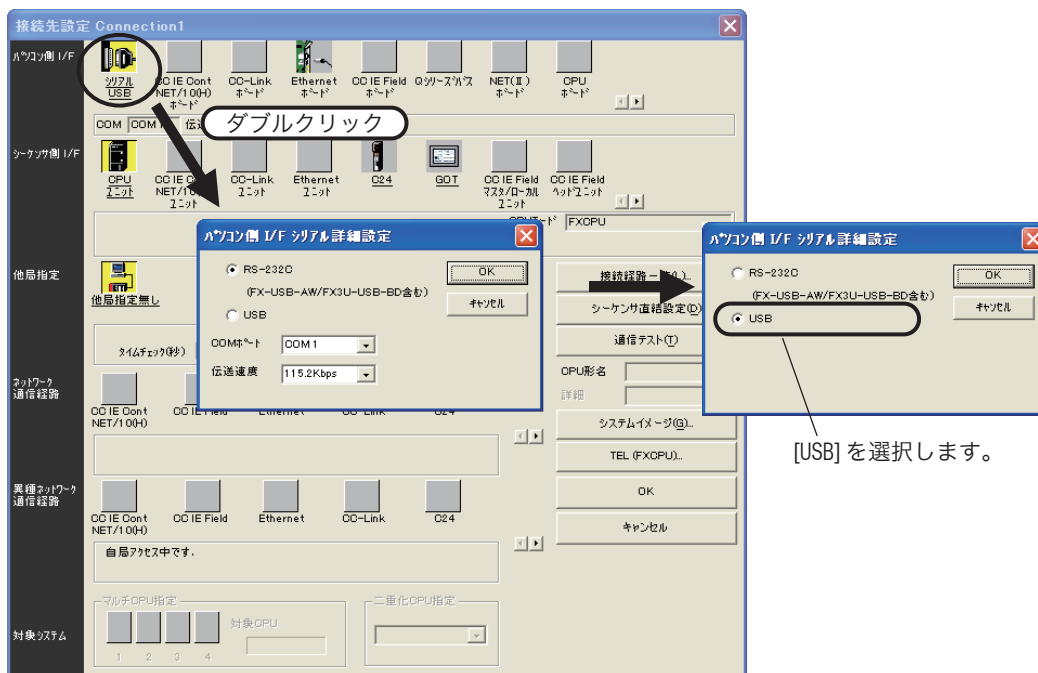 接続先設定 Connection1
パソコン側 I/F
シリアル
USB
CC IE Cont
NET/10(H)
ボード
CC-Link
ボード
Ethernet
ボード
CC IE Field
ボード
Qシリーズバス
NET(II)
ボード
CPU
ボード
COM
COM 1
ダブルクリック
シーケンサ側 I/F
CPU
ユニット
CC IE C
NET/10
ユニット
CC-Link
ユニット
Ethernet
ユニット
C24
GOT
CC IE Field
マスタ/ローカル
ユニット
CC IE Field
ヘッドユニット
FXCPU
パソコン側 I/F シリアル詳細設定
RS-232C
(FX-USB-AW/FX3U-USB-BD含む)
USB
COMポート
COM1
伝送速度
115.2Kbps
OK
キャンセル
パソコン側 I/F シリアル詳細設定
RS-232C
(FX-USB-AW/FX3U-USB-BD含む)
USB
OK
キャンセル
[USB] を選択します。
他局指定
他局指定無し
タイムチェック(秒)
接続経路一
シーケンサ直結設定(D)
通信テスト(T)
CPU形名
詳細
システムイメージ(G)...
TEL (FXCPU)...
OK
キャンセル
ネットワーク
通信経路
CC IE Cont
NET/10(H)
CC IE Field
Ethernet
CC-Link
C24
異種ネットワーク
通信経路
CC IE Cont
NET/10(H)
CC IE Field
Ethernet
CC-Link
C24
自局アクセス中です.
対象システム
マルチCPU指定
1 2 3 4
対象CPU
二重化CPU指定